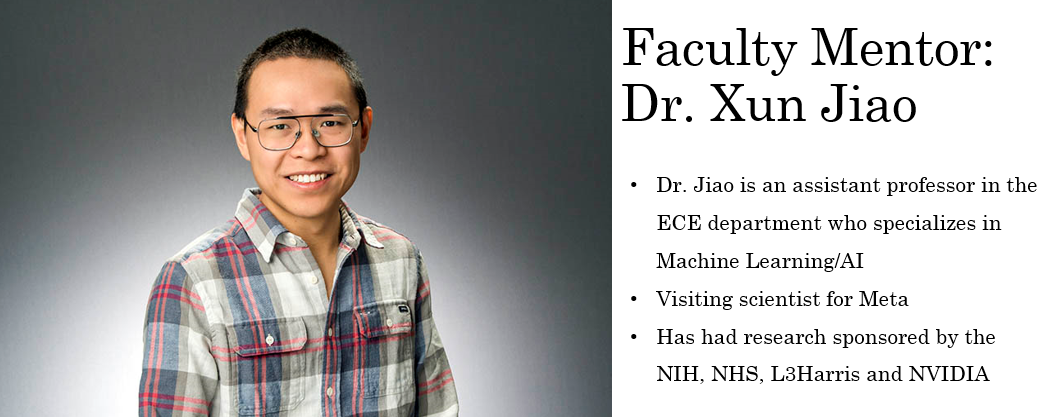 Faculty Mentor:
Dr. Xun Jiao
• Dr. Jiao is an assistant professor in the
ECE department who specializes in
Machine Learning/AI
• Visiting scientist for Meta
• Has had research sponsored by the
NIH, NHS, L3Harris and NVIDIA